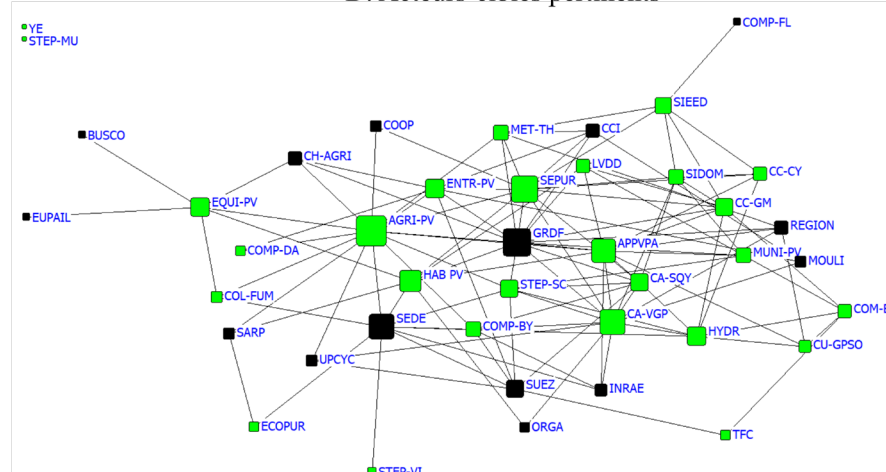 COMP-FL
YE
STEP-MU
SIEED
COOP
MET-TH
CCI
BUSCO
CH-AGRI
LVDD
SIDOM
CC-CY
ENTR-PV
SEPUR
EQUI-PV
CC-GM
EUPAIL
AGRI-PV
GRDF
REGION
COMP-DA
APPVPA
MUNI-PV
MOULI
HAB PV
STEP-SC
CA-SQY
COL-FUM
SARP
SEDE
COMP-BY
CA-VGP
HYDR
COM-E
CU-GPSO
UPCYC
SUEZ
INRAE
ECOPUR
ORGA
TFC
STEP-VI